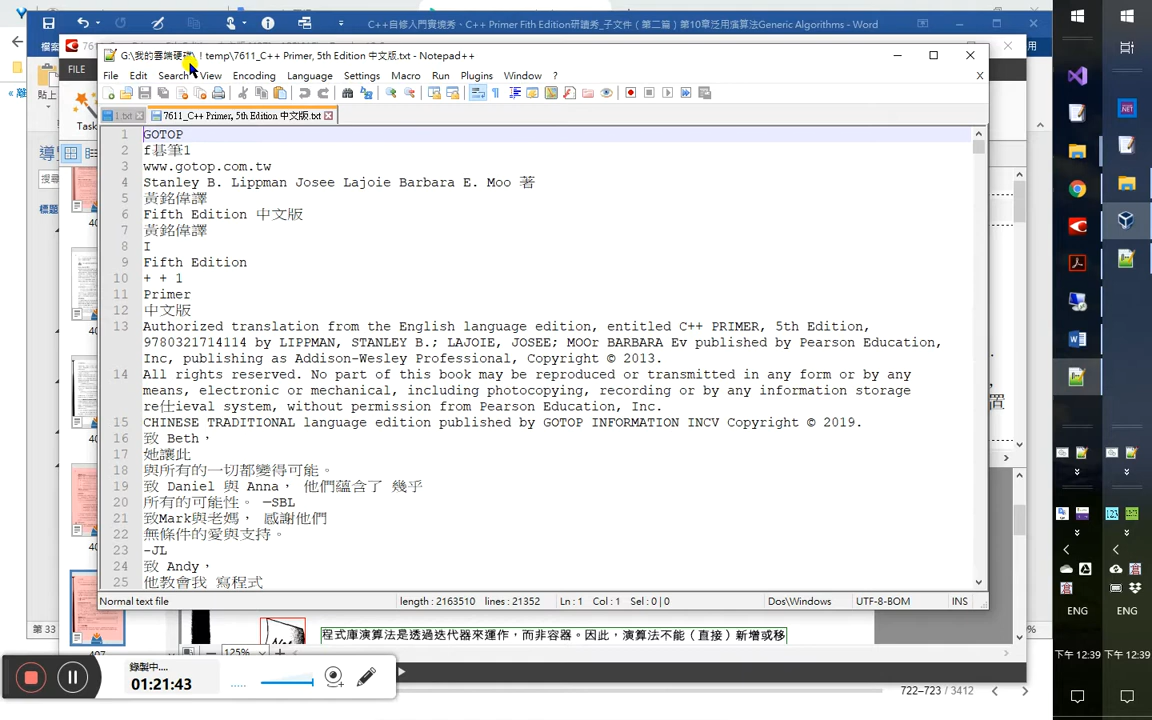 C++自修入門實境秀、C++ Primer Fith Edition研讀秀_子文件（第二篇）第10章泛用演算法Generic Algorithms - Word
檔案
FILE
G:\我的雲端硬碟\ ! temp\7611_C++ Primer, 5th Edition 中文版.txt - Notepad++
File Edit Search View Encoding Language Settings Macro Run Plugins Window ? X
1.txt 7611_C++ Primer, 5th Edition 中文版.txt
貼上
Task
1 GOTOP
2 f碁筆1
3 www.gotop.com.tw
4 Stanley B. Lippman Josee Lajoie Barbara E. Moo 著
5 黃銘偉譯
6 Fifth Edition 中文版
7 黃銘偉譯
8 I
9 Fifth Edition
10 + + 1
11 Primer
12 中文版
13 Authorized translation from the English language edition, entitled C++ PRIMER, 5th Edition,
9780321714114 by LIPPMAN, STANLEY B.; LAJOIE, JOSEE; MOOr BARBARA Ev published by Pearson Education,
Inc, publishing as Addison-Wesley Professional, Copyright © 2013.
14 All rights reserved. No part of this book may be reproduced or transmitted in any form or by any
means, electronic or mechanical, including photocopying, recording or by any information storage
re仕ieval system, without permission from Pearson Education, Inc.
15 CHINESE TRADITIONAL language edition published by GOTOP INFORMATION INCV Copyright © 2019.
16 致 Beth，
17 她讓此
18 與所有的一切都變得可能。
19 致 Daniel 與 Anna， 他們蘊含了 幾乎
20 所有的可能性。 —SBL
21 致Mark與老媽， 感謝他們
22 無條件的愛與支持。
23 -JL
24 致 Andy，
25 他教會我 寫程式
Normal text file length : 2163510 lines : 21352 Ln : 1 Col : 1 Sel : 0 | 0 Dos\Windows UTF-8-BOM INS
程式庫演算法是透過迭代器來運作，而非容器。因此，演算法不能（直接）新增或移
125%
407
第 33
722–723 / 3412
錄製中....
01:21:43
置
ENG ENG
下午 12:39 下午 12:39